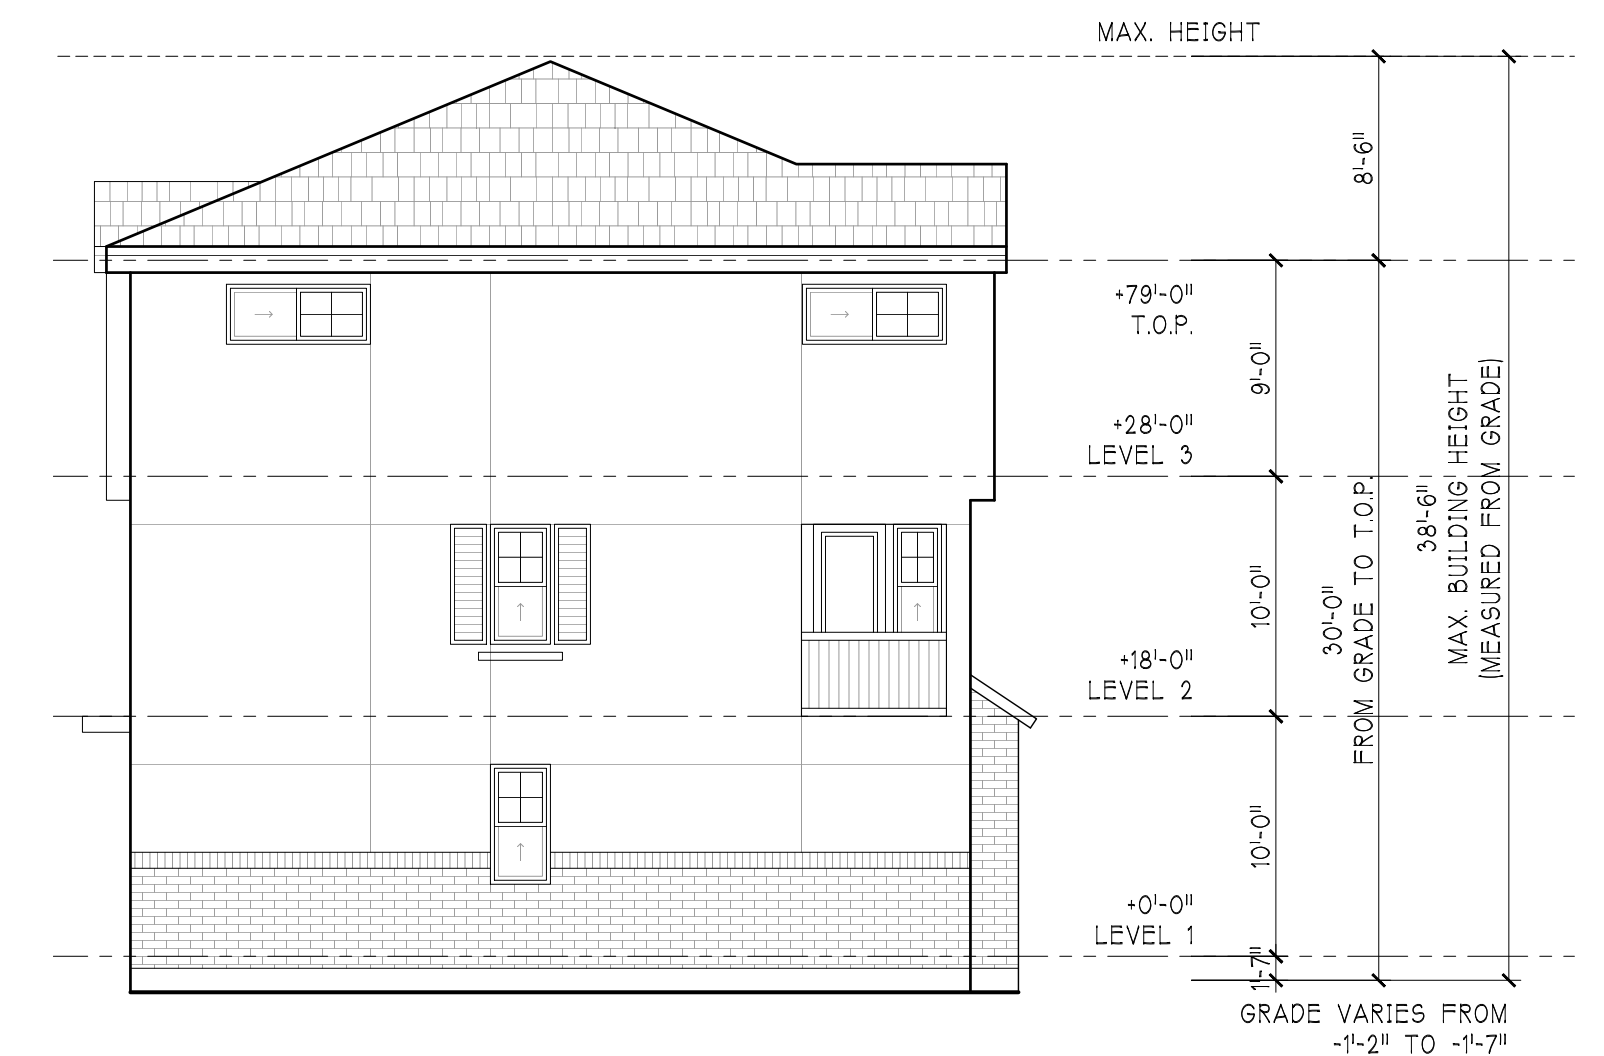 MAX. HEIGHT
8'-6"
+79'-0"
T.O.P.
9'-0"
+28'-0"
LEVEL 3
10'-0"
30'-0"
FROM GRADE TO T.O.P.
38'-6"
MAX. BUILDING HEIGHT
(MEASURED FROM GRADE)
+18'-0"
LEVEL 2
10'-0"
+0'-0"
LEVEL 1
1'-7"
GRADE VARIES FROM
-1'-2" TO -1'-7"